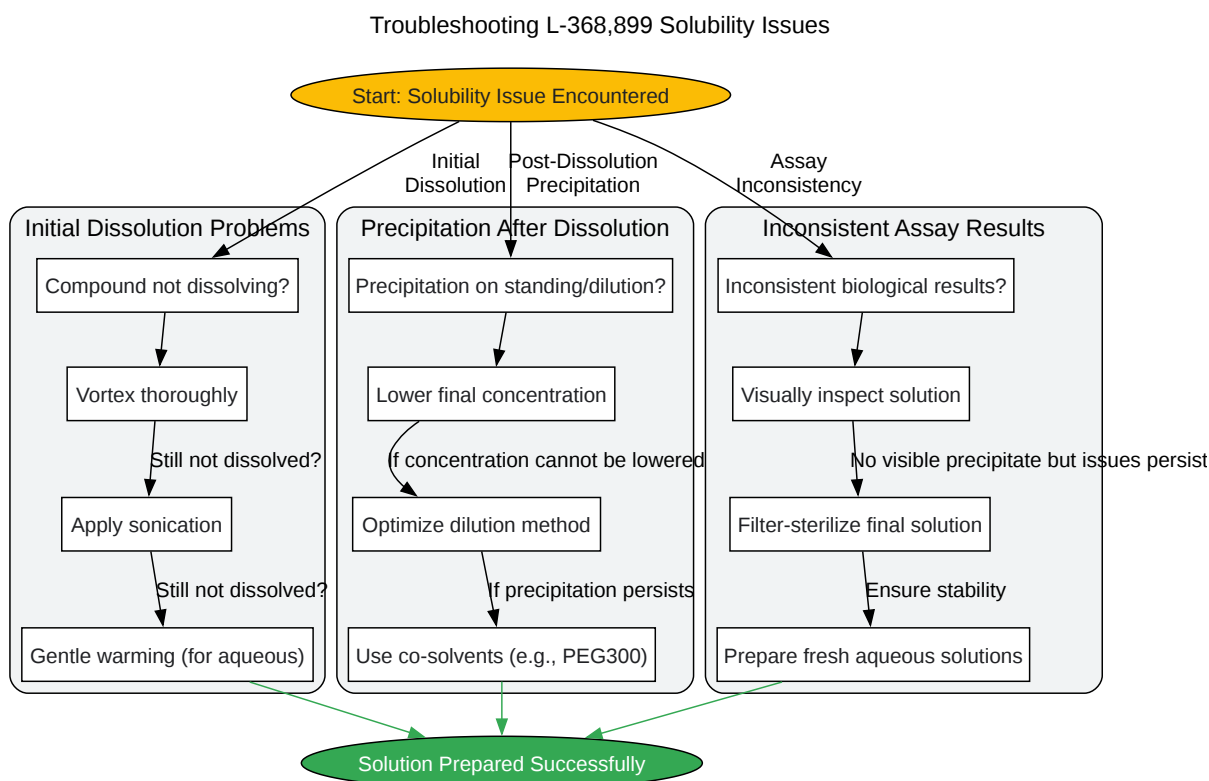 Troubleshooting L-368,899 Solubility Issues
Start: Solubility Issue Encountered
Initial
Dissolution
Post-Dissolution
Precipitation
Assay
Inconsistency
Initial Dissolution Problems
Compound not dissolving?
Vortex thoroughly
Still not dissolved?
Apply sonication
Still not dissolved?
Gentle warming (for aqueous)
Precipitation After Dissolution
Precipitation on standing/dilution?
Lower final concentration
If concentration cannot be lowered
Optimize dilution method
If precipitation persists
Use co-solvents (e.g., PEG300)
Inconsistent Assay Results
Inconsistent biological results?
Visually inspect solution
No visible precipitate but issues persist
Filter-sterilize final solution
Ensure stability
Prepare fresh aqueous solutions
Solution Prepared Successfully